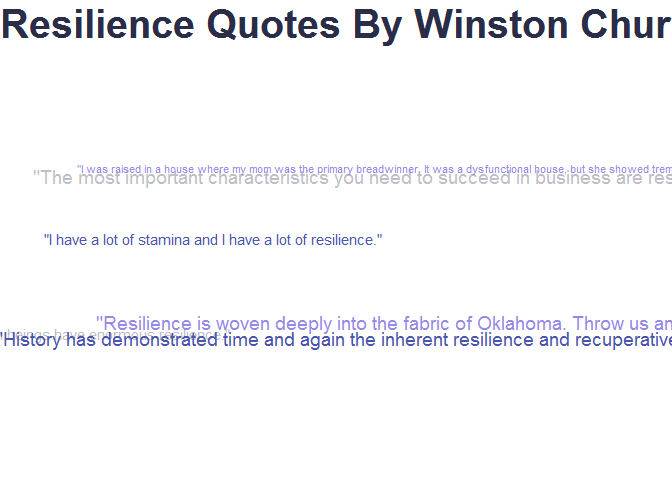 Resilience Quotes By Winston Chur
"I was raised in a house where my mom was the primary breadwinner. It was a dysfunctional house, but she showed trem
"The most important characteristics you need to succeed in business are res
"I have a lot of stamina and I have a lot of resilience."
"Resilience is woven deeply into the fabric of Oklahoma. Throw us an
beings have enormous resilience."
"History has demonstrated time and again the inherent resilience and recuperative